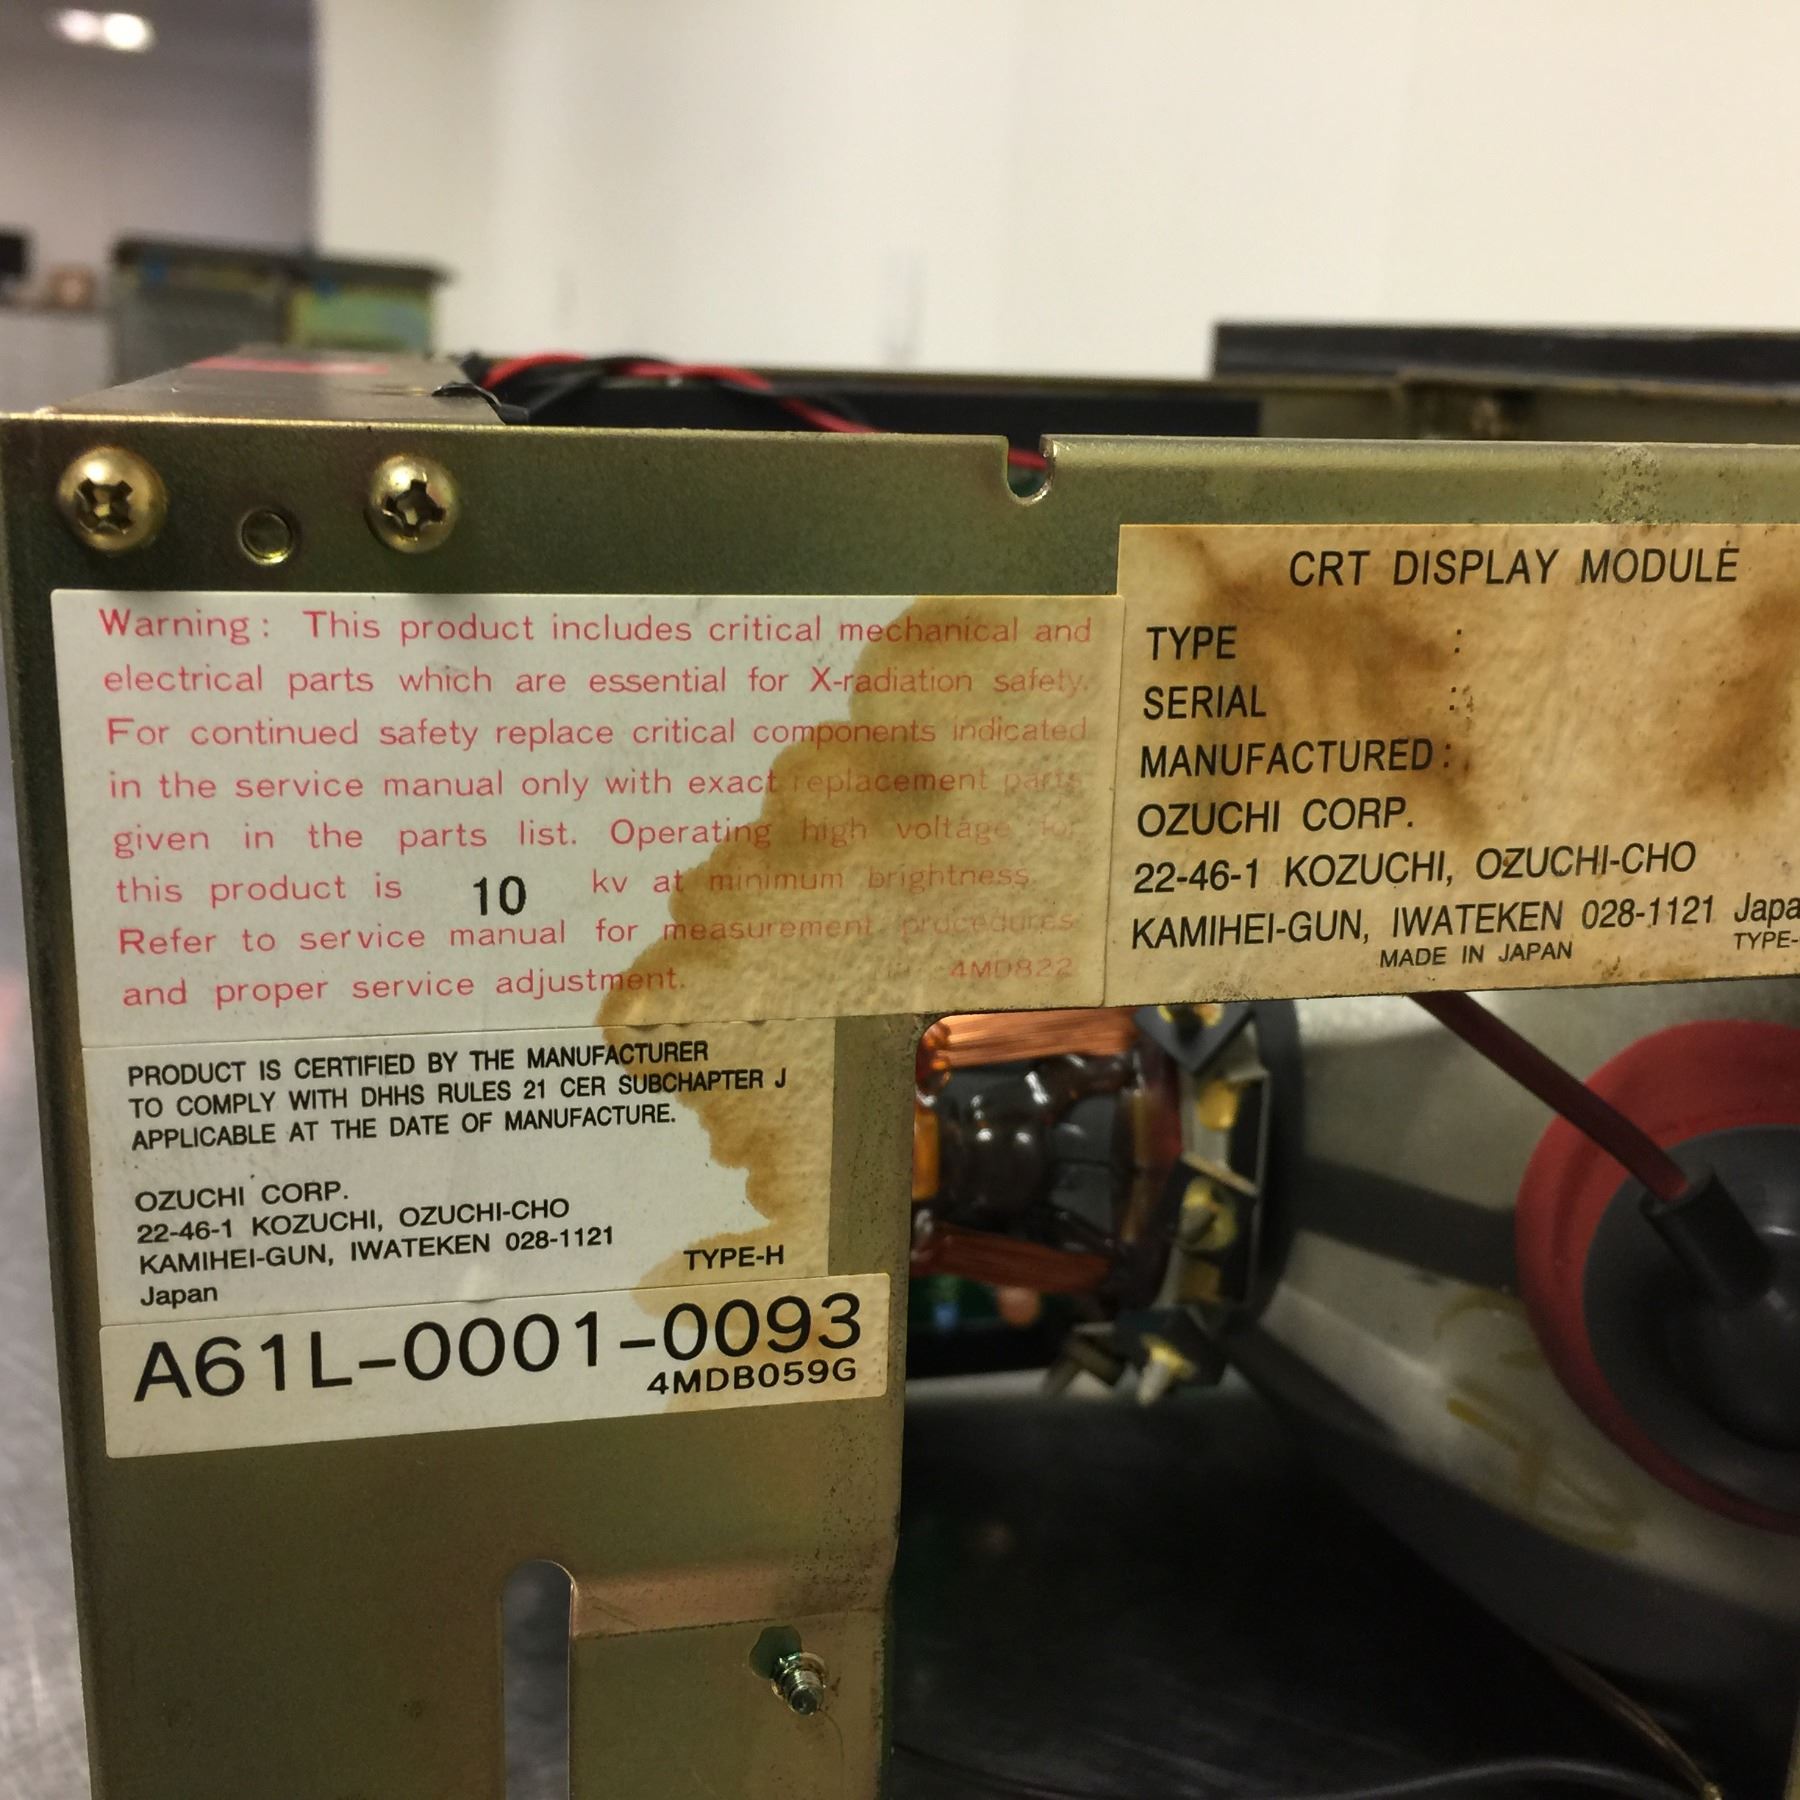 Warning : This product includes critical mechanical and
electrical parts which are essential for X-radiation safety.
For continued safety replace critical components indicated
in the service manual only with exact replacement parts
given in the parts list. Operating high voltage for
this product is 10 kv at minimum brightness.
Refer to service manual for measurement procedures
and proper service adjustment.
4MD822
PRODUCT IS CERTIFIED BY THE MANUFACTURER
TO COMPLY WITH DHHS RULES 21 CER SUBCHAPTER J
APPLICABLE AT THE DATE OF MANUFACTURE.
OZUCHI CORP.
22-46-1 KOZUCHI, OZUCHI-CHO
KAMIHEI-GUN, IWATEKEN 028-1121
Japan
TYPE-H
A61L-0001-0093
4MDB059G
CRT DISPLAY MODULE
TYPE :
SERIAL :
MANUFACTURED :
OZUCHI CORP.
22-46-1 KOZUCHI, OZUCHI-CHO
KAMIHEI-GUN, IWATEKEN 028-1121 Japa
MADE IN JAPAN
TYPE-